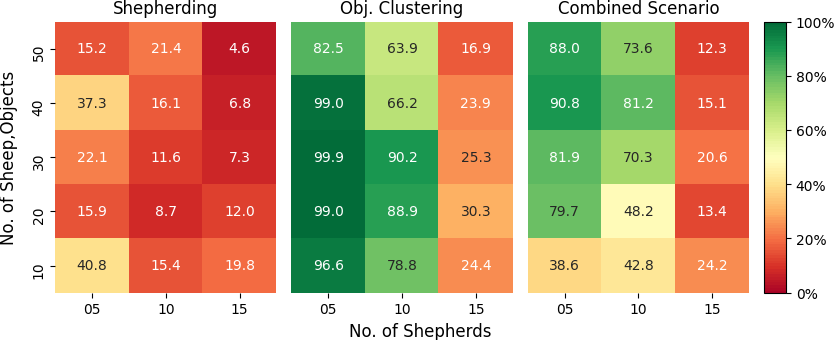 Shepherding Obj. Clustering Combined Scenario
No. of Sheep,Objects
50 15.2 21.4 4.6 82.5 63.9 16.9 88.0 73.6 12.3 100%
40 37.3 16.1 6.8 99.0 66.2 23.9 90.8 81.2 15.1 80%
30 22.1 11.6 7.3 99.9 90.2 25.3 81.9 70.3 20.6 60%
20 15.9 8.7 12.0 99.0 88.9 30.3 79.7 48.2 13.4 40%
10 40.8 15.4 19.8 96.6 78.8 24.4 38.6 42.8 24.2 20%
0%
05 10 15 05 10 15 05 10 15
No. of Shepherds